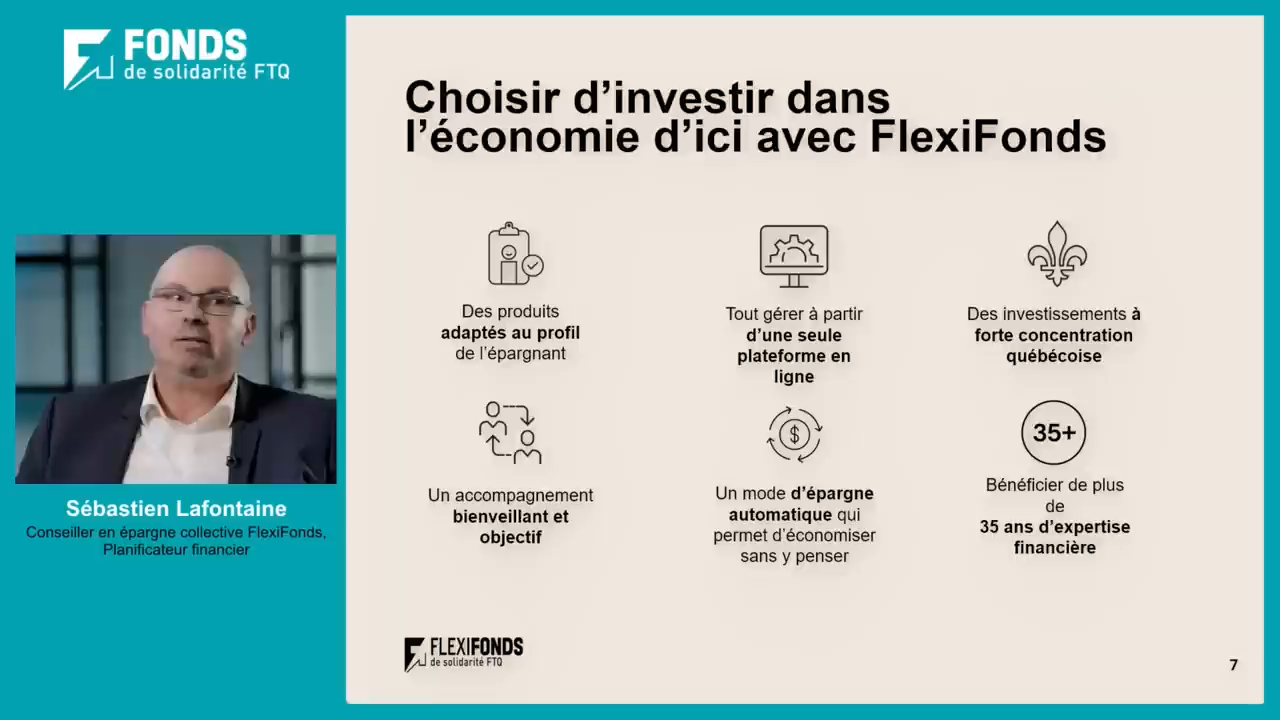 FONDS
de solidarité FTQ
Sébastien Lafontaine
Conseiller en épargne collective FlexiFonds,
Planificateur financier
Choisir d’investir dans
l’économie d’ici avec FlexiFonds
Des produits
adaptés au profil
de l’épargnant
Tout gérer à partir
d’une seule
plateforme en
ligne
Des investissements à
forte concentration
québécoise
Un accompagnement
bienveillant et
objectif
$
Un mode d’épargne
automatique qui
permet d’économiser
sans y penser
35+
Bénéficier de plus
de
35 ans d’expertise
financière
FLEXIFONDS
de solidarité FTQ
7